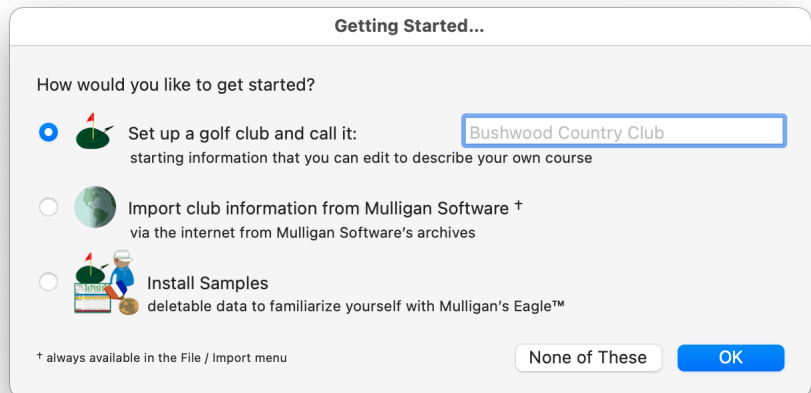 Getting Started...
How would you like to get started?
Set up a golf club and call it: Bushwood Country Club
starting information that you can edit to describe your own course
Import club information from Mulligan Software †
via the internet from Mulligan Software’s archives
Install Samples
deletable data to familiarize yourself with Mulligan’s Eagle™
† always available in the File / Import menu
None of These OK